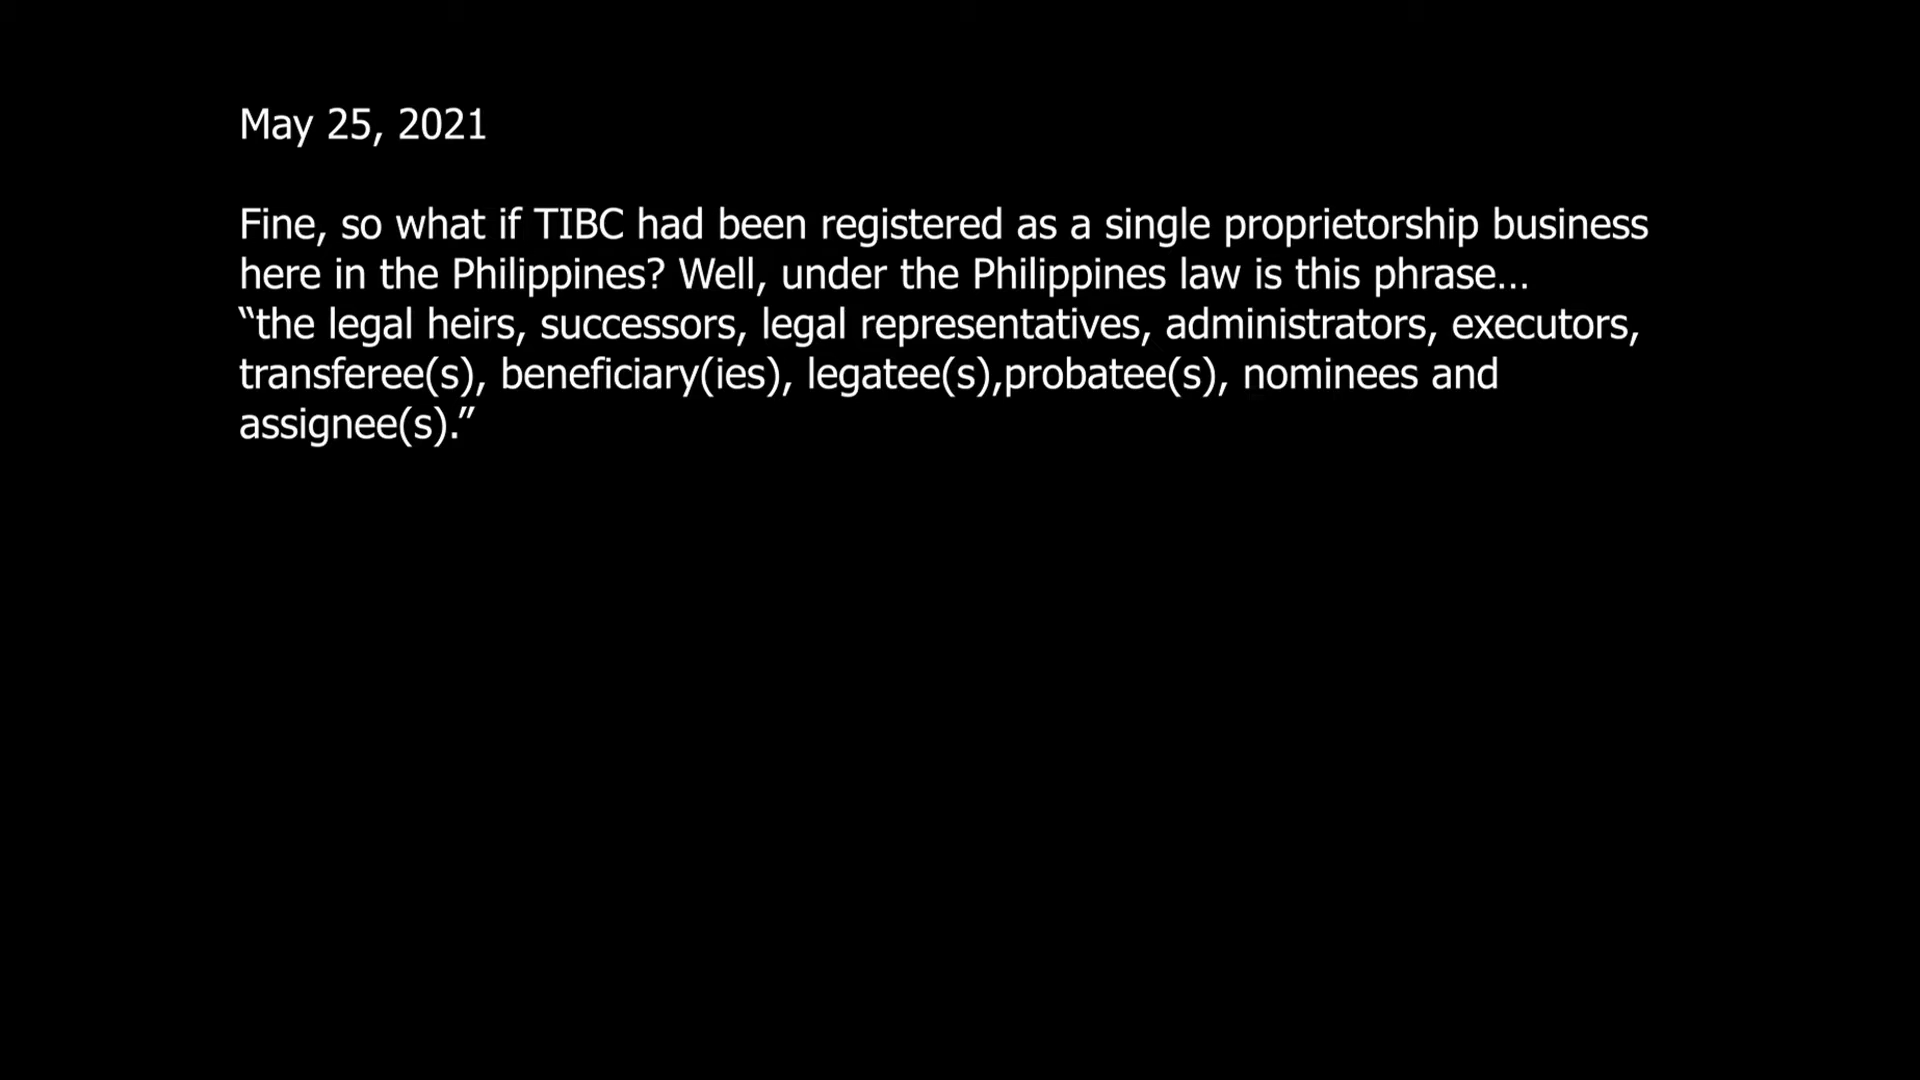 May 25, 2021
Fine, so what if TIBC had been registered as a single proprietorship business
here in the Philippines? Well, under the Philippines law is this phrase…
“the legal heirs, successors, legal representatives, administrators, executors,
transferee(s), beneficiary(ies), legatee(s),probatee(s), nominees and
assignee(s).”